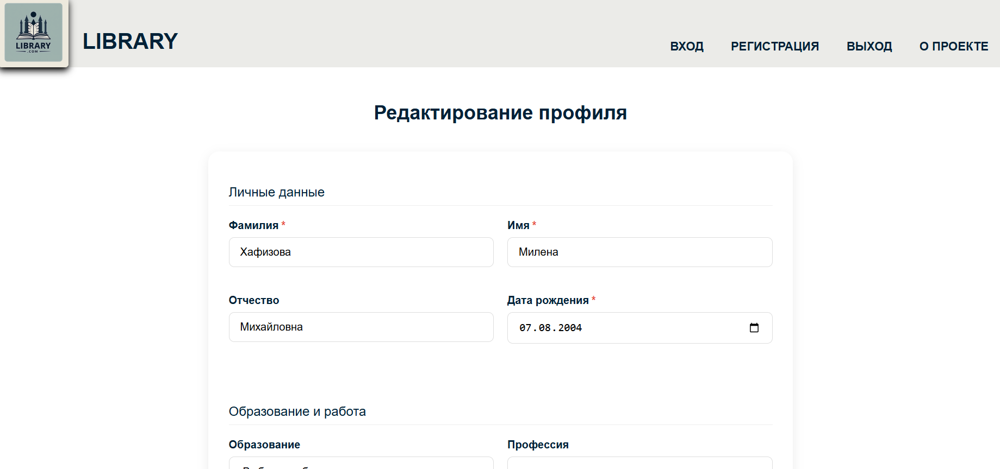 LIBRARY
.COM
LIBRARY
ВХОД РЕГИСТРАЦИЯ ВЫХОД О ПРОЕКТЕ
Редактирование профиля
Личные данные
Фамилия * Имя *
Хафизова Милена
Отчество Дата рождения *
Михайловна 07.08.2004
Образование и работа
Образование Профессия